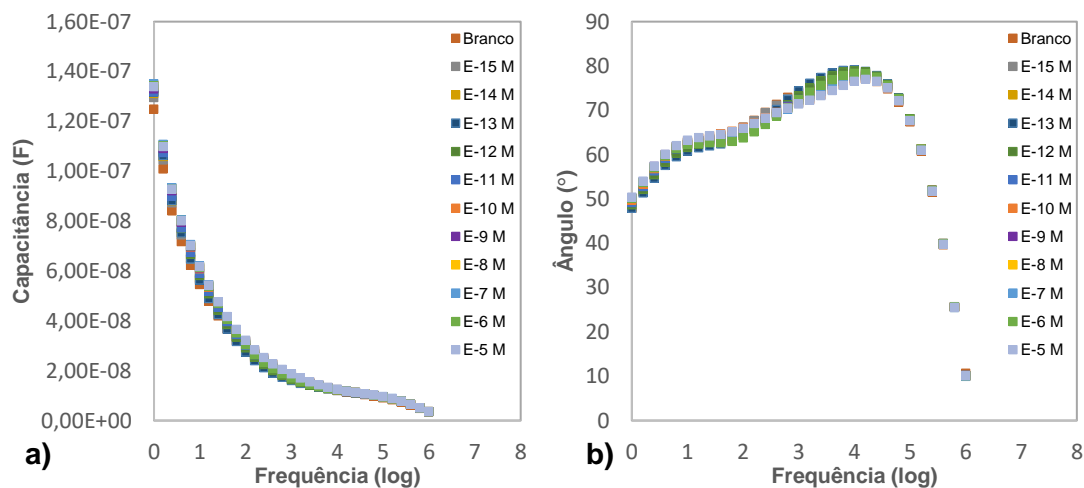 1,60E-07
1,40E-07
1,20E-07
1,00E-07
8,00E-08
6,00E-08
4,00E-08
2,00E-08
0,00E+00
Capacitância (F)
0 1 2 3 4 5 6 7 8
Frequência (log)
Branco
E-15 M
E-14 M
E-13 M
E-12 M
E-11 M
E-10 M
E-9 M
E-8 M
E-7 M
E-6 M
E-5 M
a)
90
80
70
60
50
40
30
20
10
0
Ângulo (°)
0 1 2 3 4 5 6 7 8
Frequência (log)
Branco
E-15 M
E-14 M
E-13 M
E-12 M
E-11 M
E-10 M
E-9 M
E-8 M
E-7 M
E-6 M
E-5 M
b)